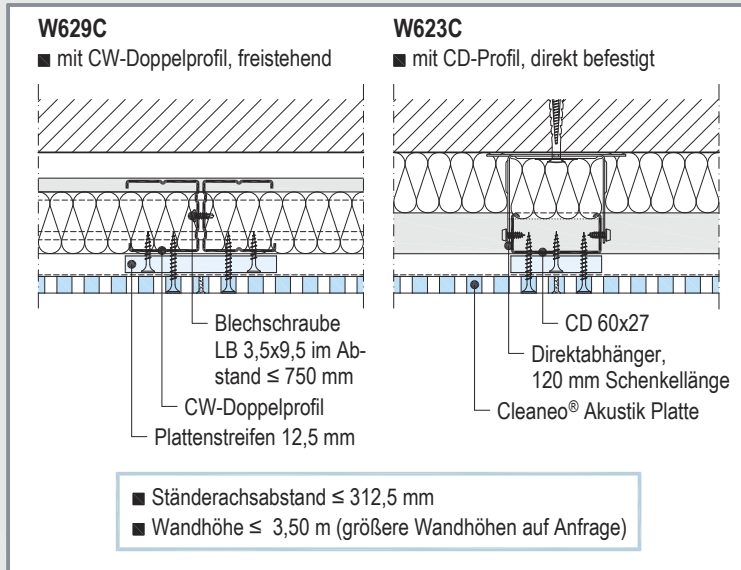 W629C
■ mit CW-Doppelprofil, freistehend
Blechschraube
LB 3,5x9,5 im Ab-
stand ≤ 750 mm
CW-Doppelprofil
Plattenstreifen 12,5 mm
W623C
■ mit CD-Profil, direkt befestigt
CD 60x27
Direktabhänger,
120 mm Schenkellänge
Cleaneo® Akustik Platte
■ Ständerachsabstand ≤ 312,5 mm
■ Wandhöhe ≤ 3,50 m (größere Wandhöhen auf Anfrage)